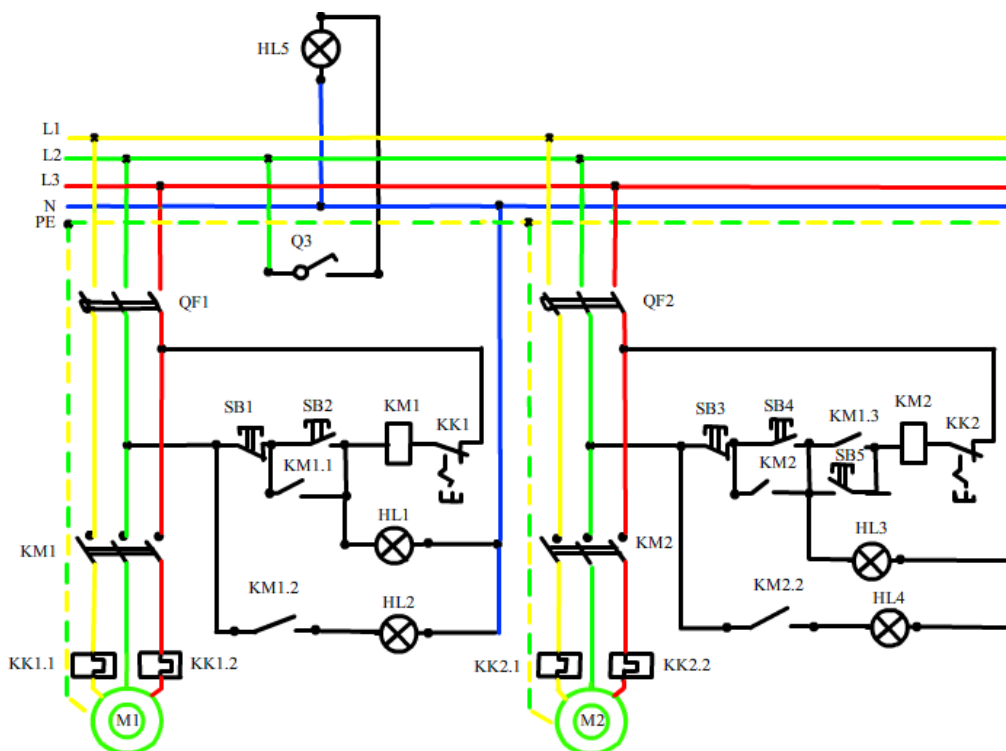 HL5
L1
L2
L3
N
PE
Q3
QF1
QF2
SB1
SB2
KM1
KK1
SB3
SB4
KM1.3
KM2
KK2
KM1.1
KM2
SB5
HL1
HL3
KM1
KM2
KM1.2
HL2
KM2.2
HL4
KK1.1
KK1.2
KK2.1
KK2.2
M1
M2